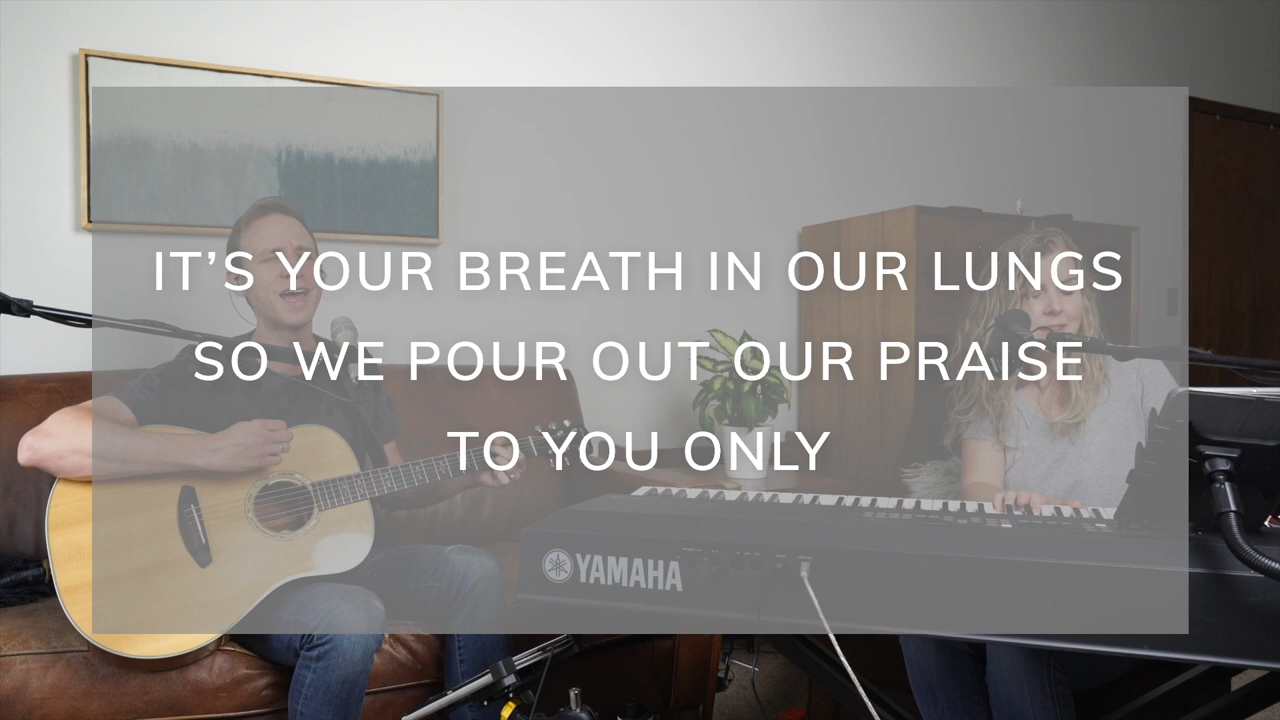 IT’S YOUR BREATH IN OUR LUNGS
SO WE POUR OUT OUR PRAISE
TO YOU ONLY
YAMAHA